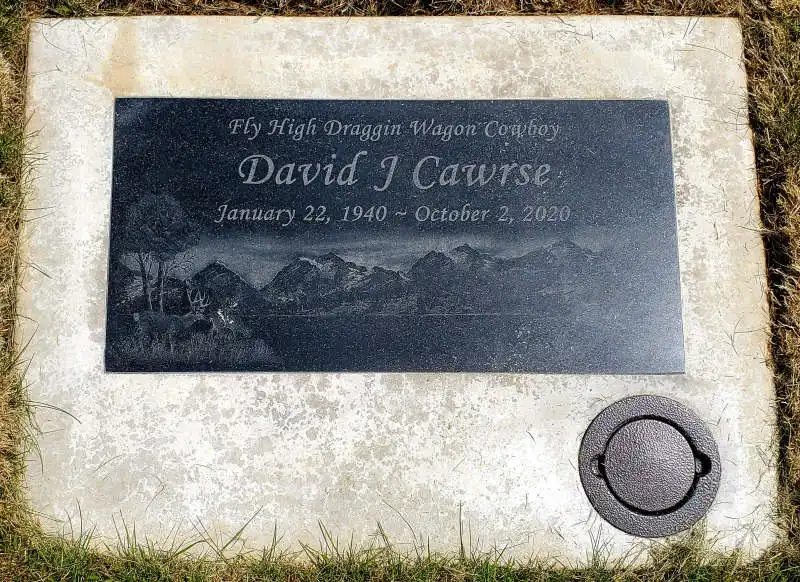 Fly High Draggin Wagon Cowboy
David J Cawrse
January 22, 1940 ~ October 2, 2020